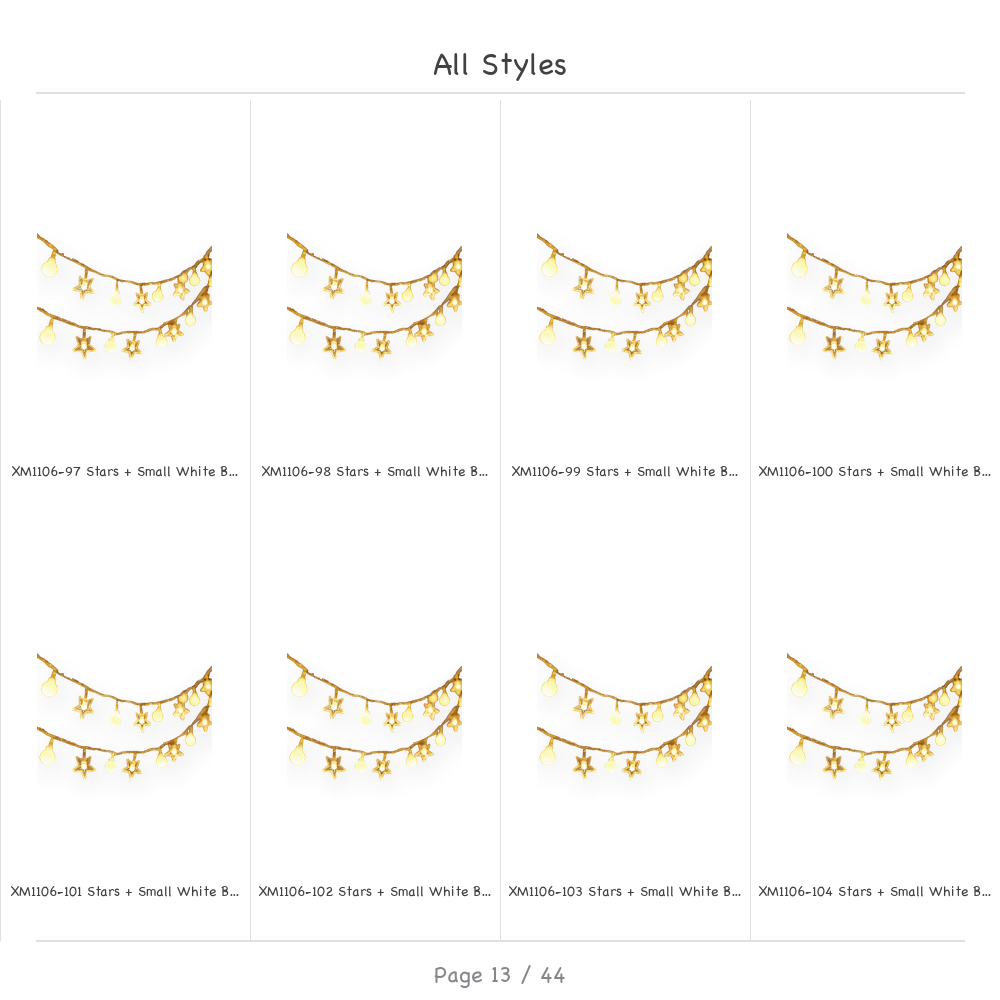 All Styles
XM1106-97 Stars + Small White B...
XM1106-98 Stars + Small White B...
XM1106-99 Stars + Small White B...
XM1106-100 Stars + Small White B...
XM1106-101 Stars + Small White B...
XM1106-102 Stars + Small White B...
XM1106-103 Stars + Small White B...
XM1106-104 Stars + Small White B...
Page 13 / 44